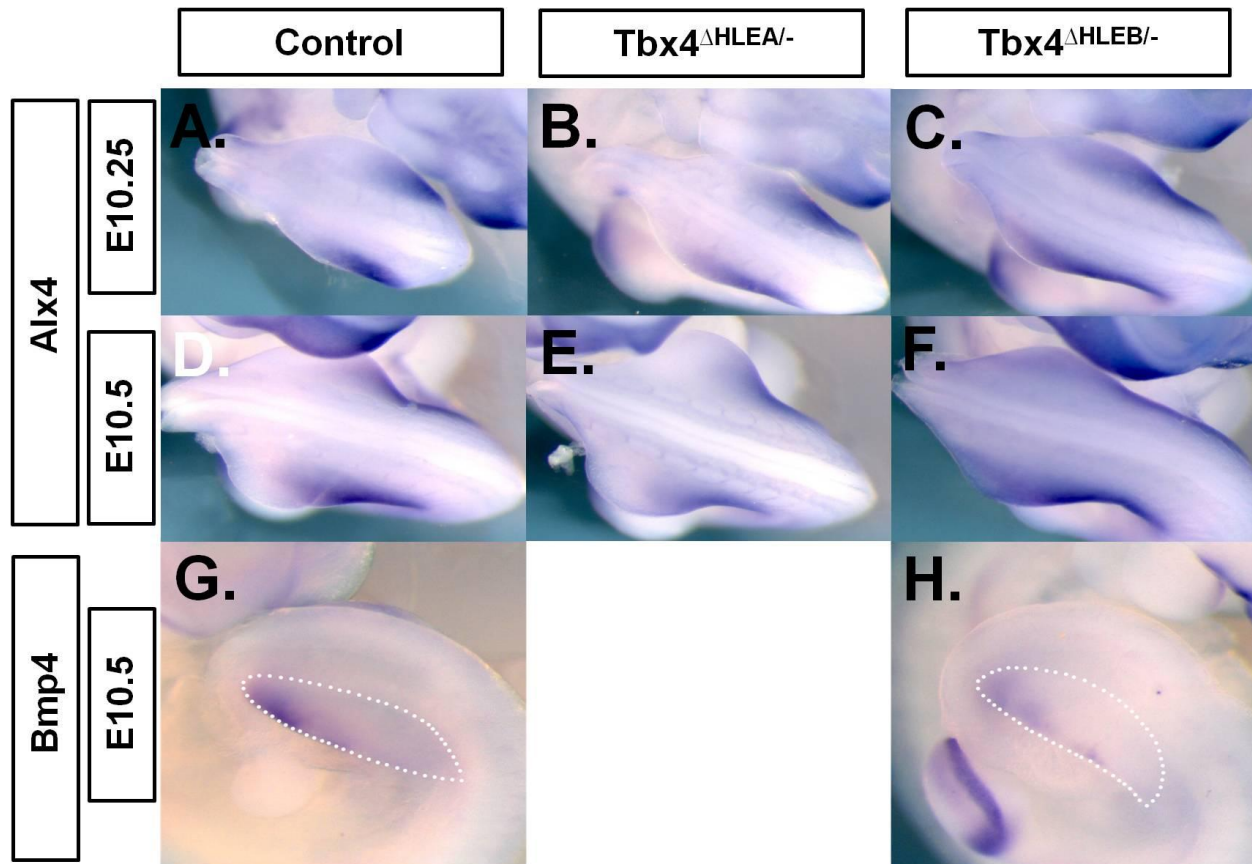 Control
Tbx4ΔHLEA/-
Tbx4ΔHLEB/-
Alx4
E10.25
A.
B.
C.
E10.5
D.
E.
F.
Bmp4
E10.5
G.
H.